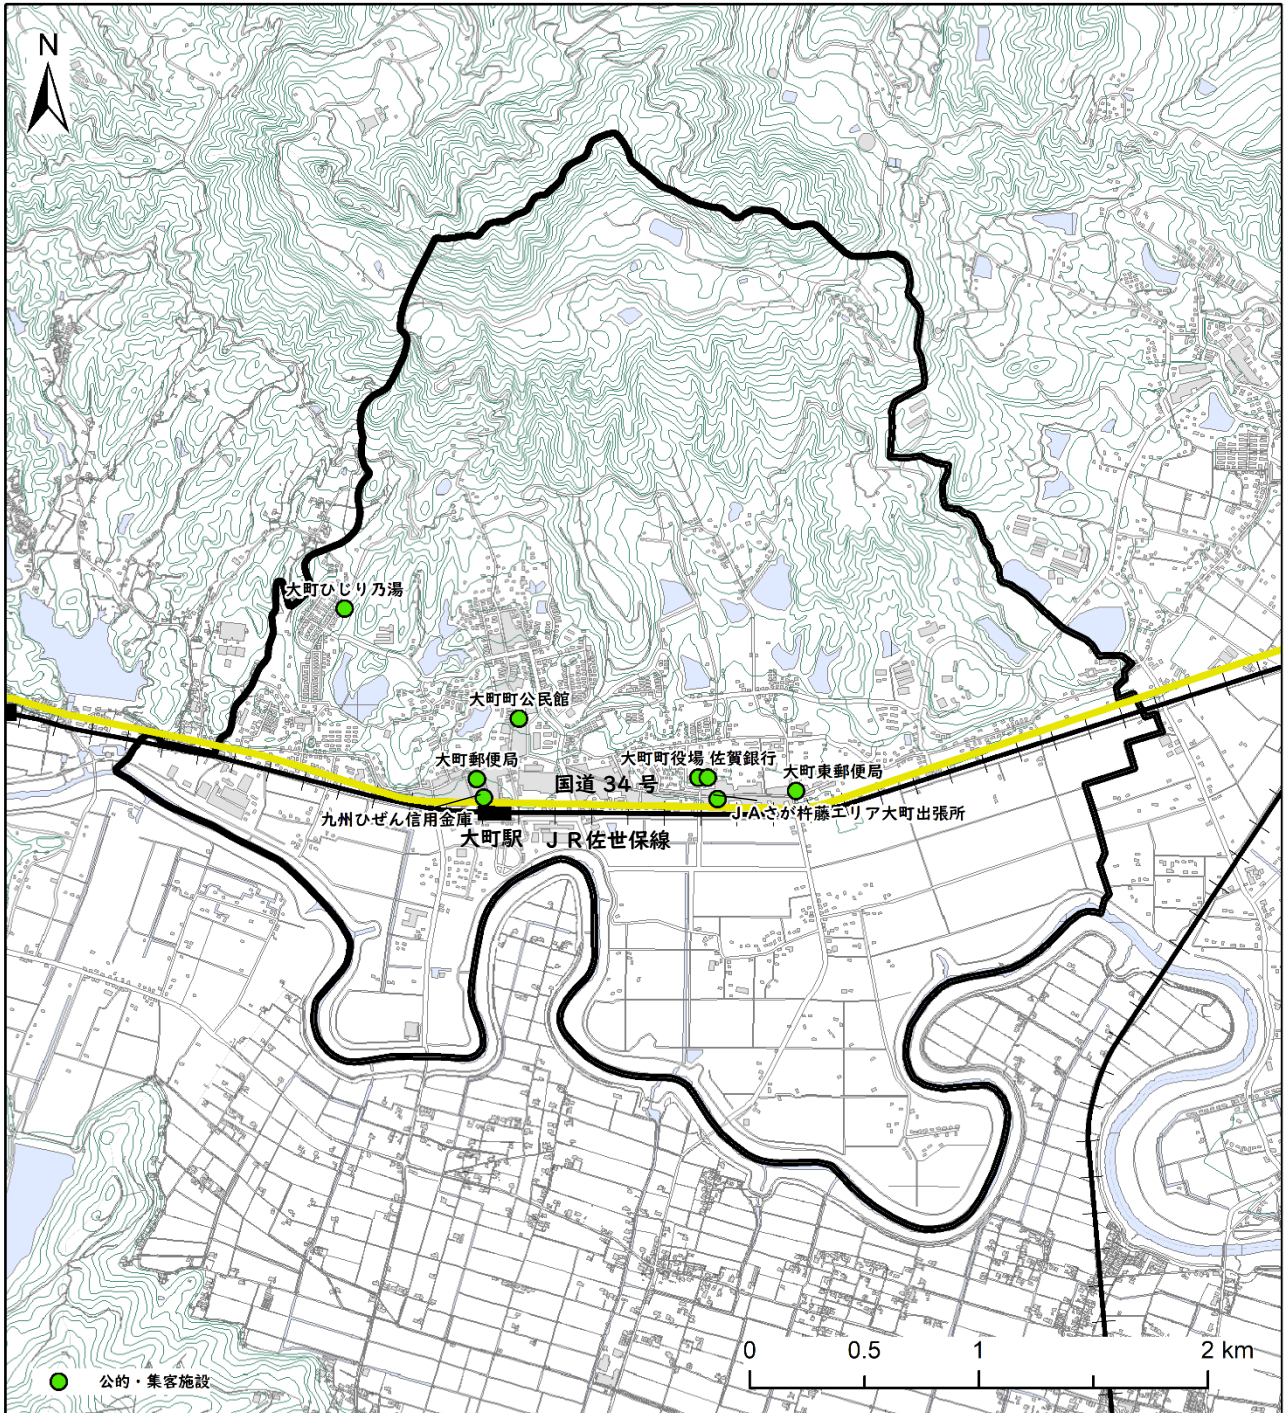 N
大町ひじり乃湯
大町町公民館
大町郵便局
大町町役場 佐賀銀行
大町東郵便局
国道 34 号
九州ひぜん信用金庫
JAさが杵藤エリア大町出張所
大町駅
JR佐世保線
0 0.5 1 2 km
公的・集客施設